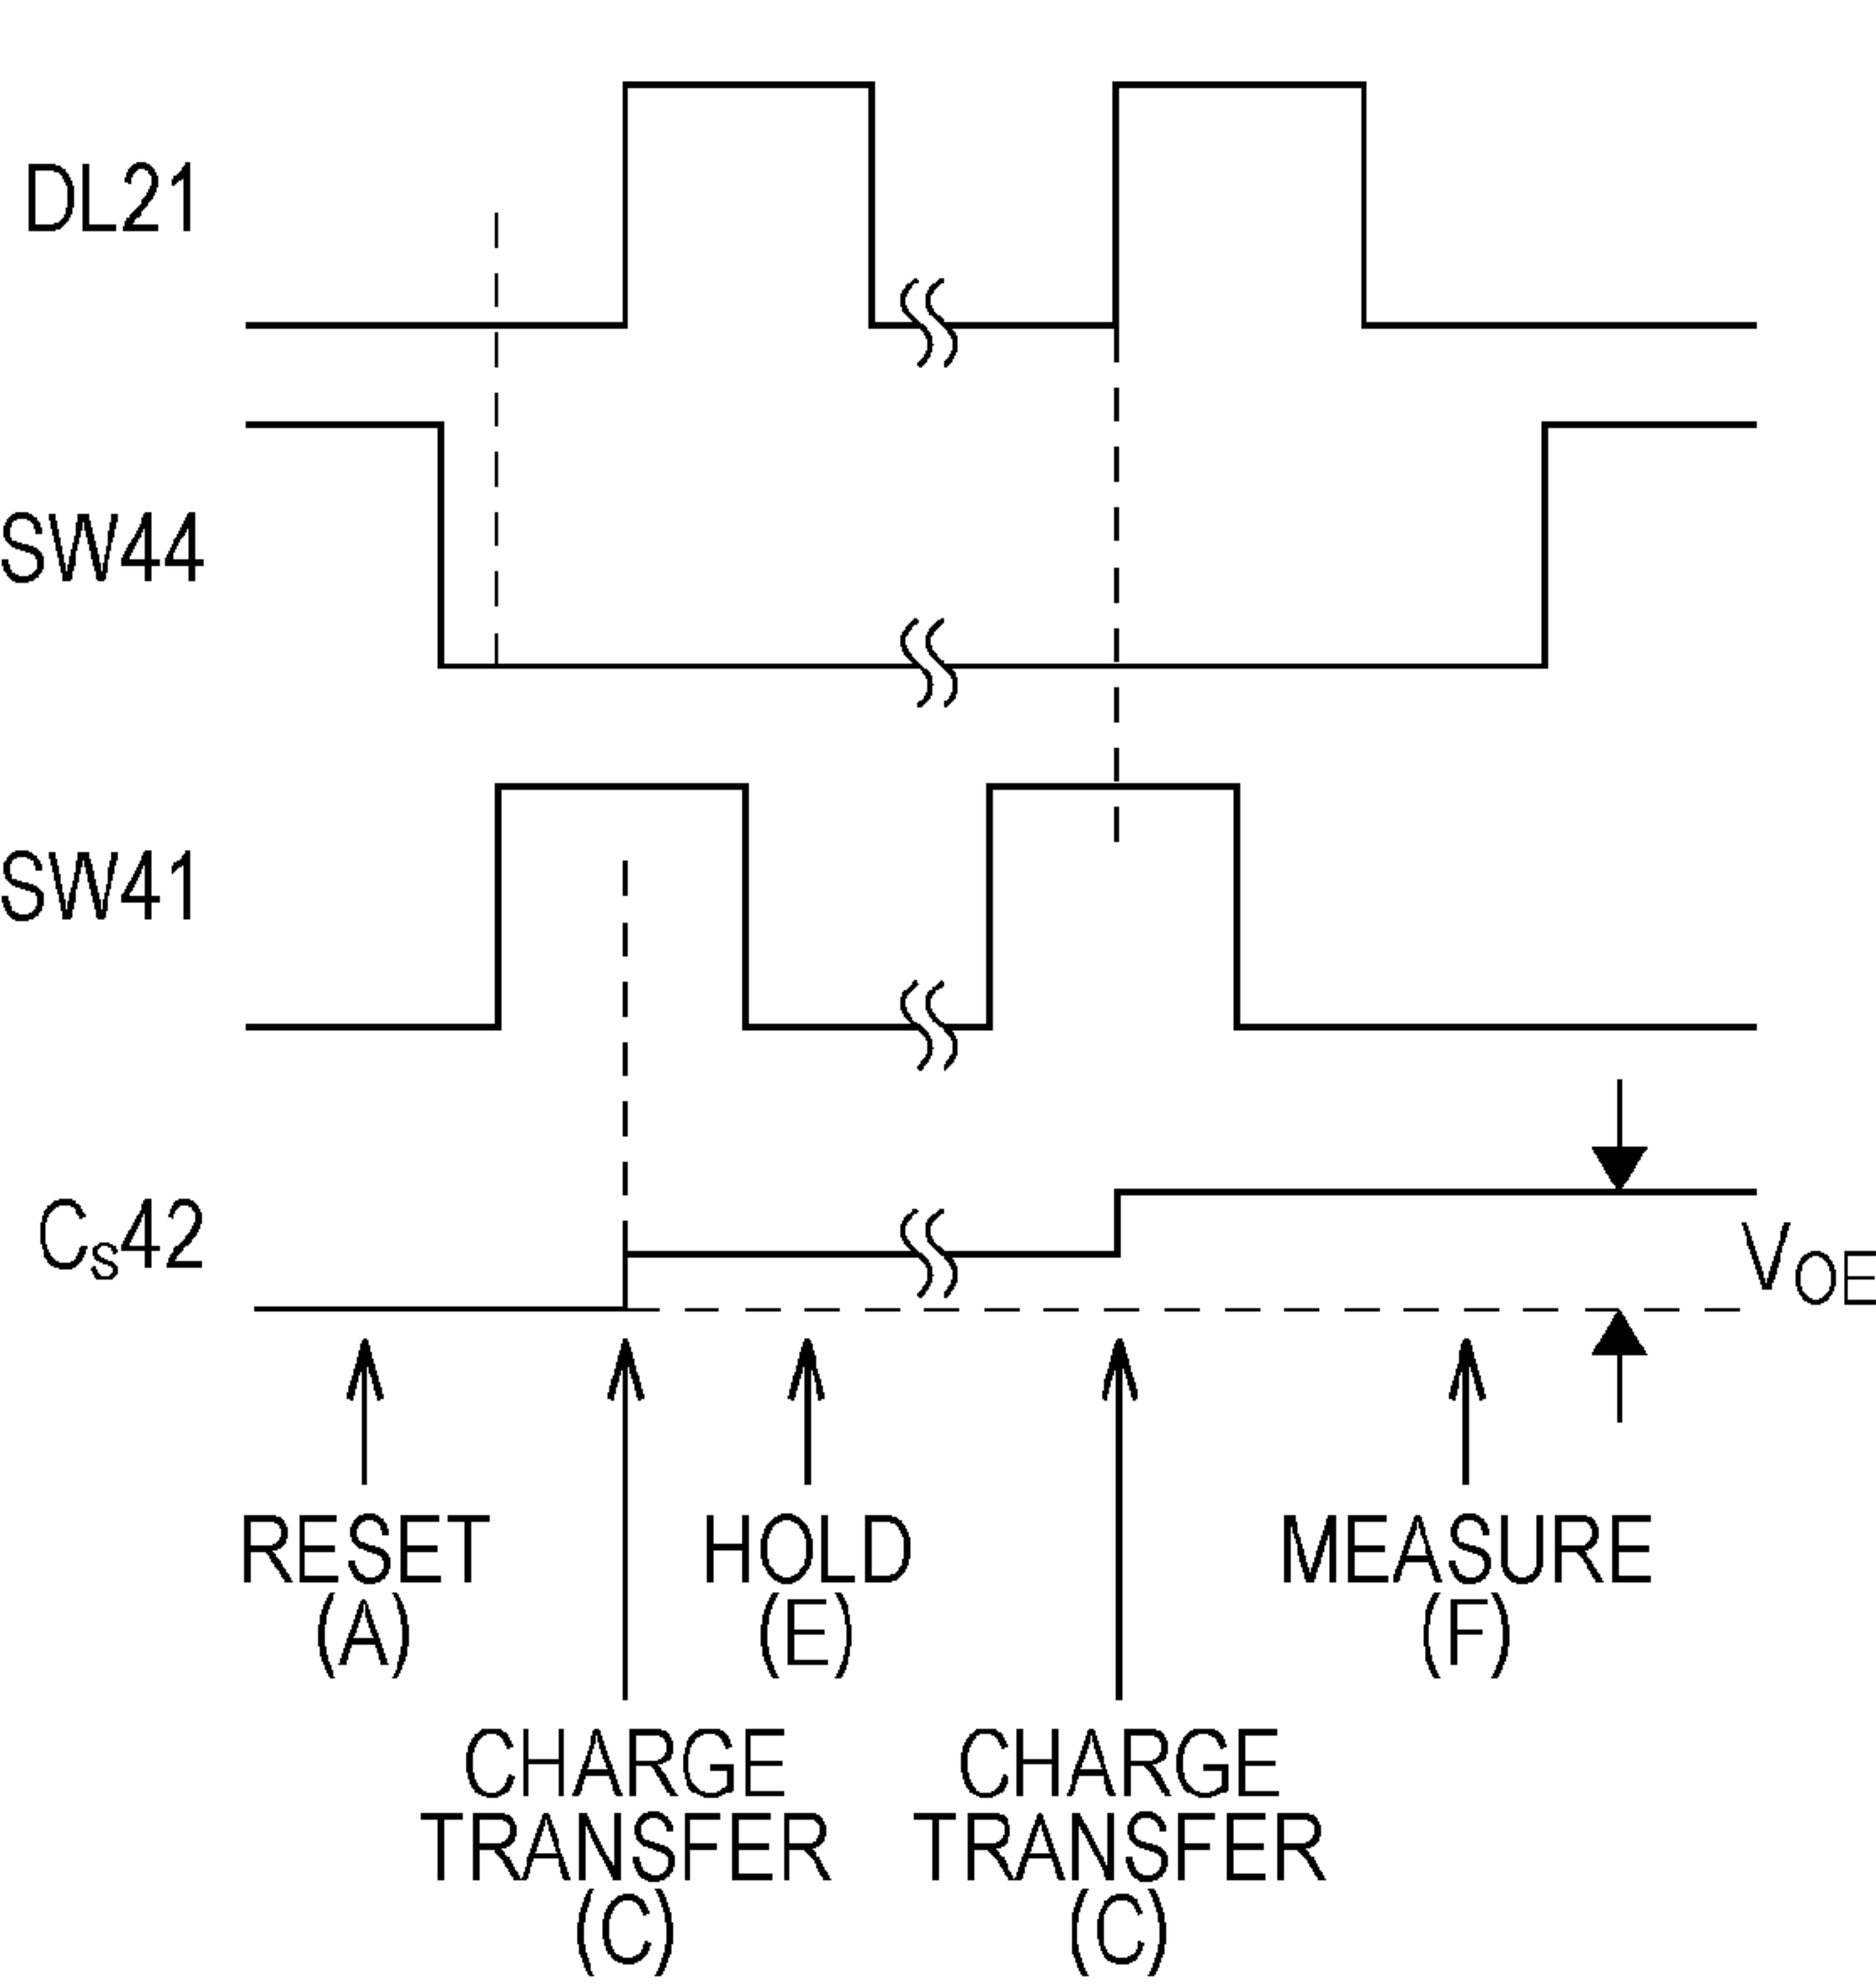 DL21
SW44
SW41
Cs42
VOE
RESET
(A)
HOLD
(E)
MEASURE
(F)
CHARGE
TRANSFER
(C)
CHARGE
TRANSFER
(C)